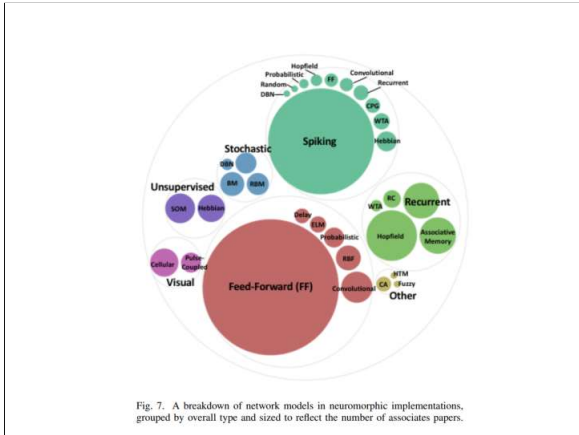 Hopfield
Probabilistic
FF
Convolutional
Random
Recurrent
DBN
CPG
WTA
Hebbian
Spiking
Stochastic
DBN
BM
RBM
Unsupervised
SOM
Hebbian
RC
Recurrent
WTA
Hopfield
Associative
Memory
Delay
ELM
Probabilistic
RBF
Convolutional
Feed-Forward (FF)
Cellular
Pulse-
Coupled
Visual
HTM
CA
Fuzzy
Other
Fig. 7. A breakdown of network models in neuromorphic implementations,
grouped by overall type and sized to reflect the number of associates papers.